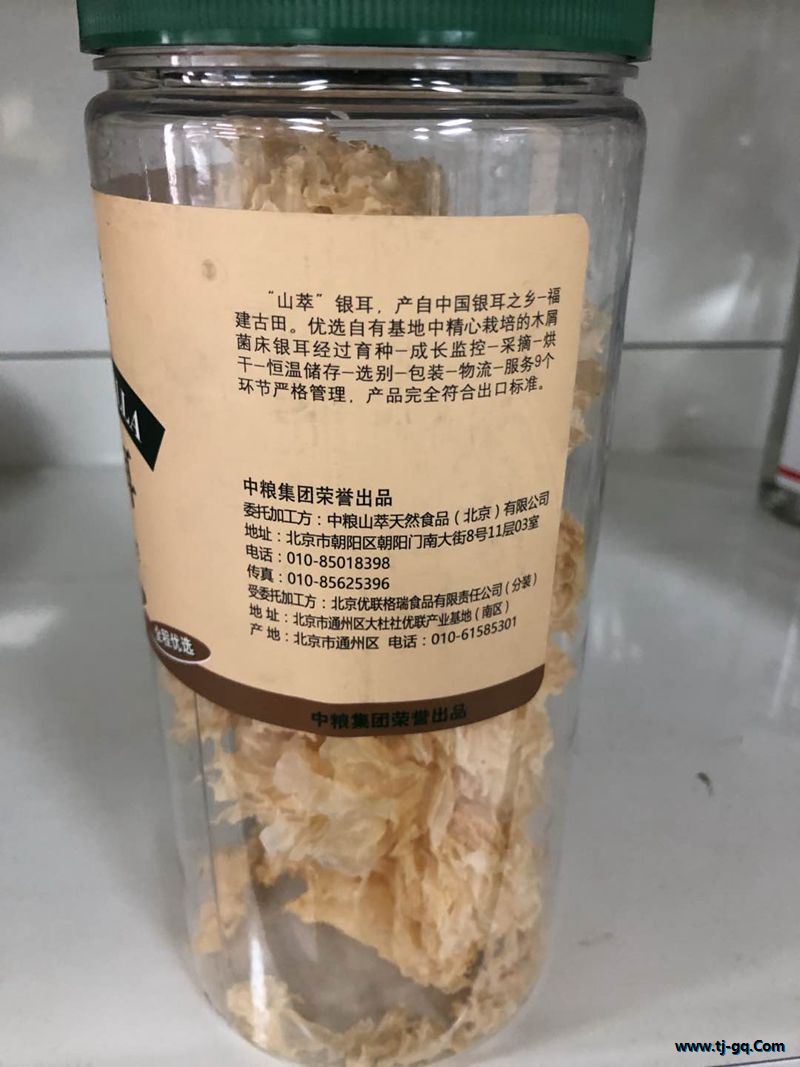 “山萃”银耳，产自中国银耳之乡–福
建古田。优选自有基地中精心栽培的木屑
菌床银耳经过育种–成长监控–采摘–烘
干–恒温储存–选别–包装–物流–服务9个
环节严格管理，产品完全符合出口标准。
LA
中粮集团荣誉出品
委托加工方：中粮山萃天然食品（北京）有限公司
地址：北京市朝阳区朝阳门南大街8号11层03室
电话：010-85018398
传真：010-85625396
受委托加工方：北京优联格瑞食品有限责任公司（分装）
地 址：北京市通州区大杜社优联产业基地（南区）
产 地：北京市通州区 电话：010-61585301
全程优选
中粮集团荣誉出品
www.tj-gq.Com